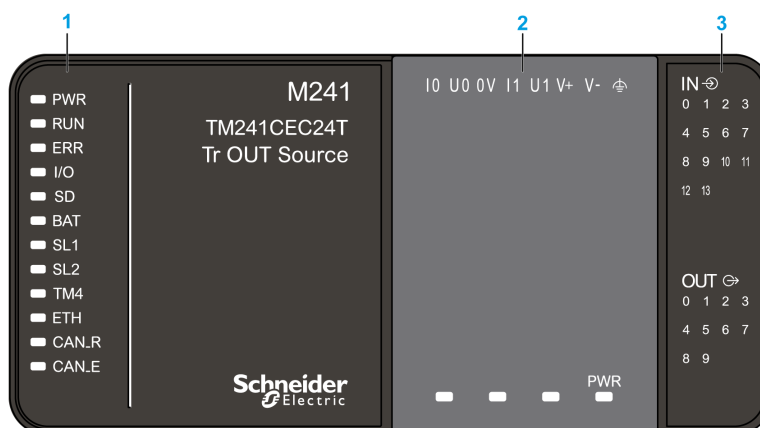 1 2 3
PWR
RUN
ERR
I/O
SD
BAT
SL1
SL2
TM4
ETH
CAN_R
CAN_E
M241
TM241CEC24T
Tr OUT Source
Schneider
Electric
I0 U0 0V I1 U1 V+ V-
PWR
IN
0 1 2 3
4 5 6 7
8 9 10 11
12 13
OUT
0 1 2 3
4 5 6 7
8 9